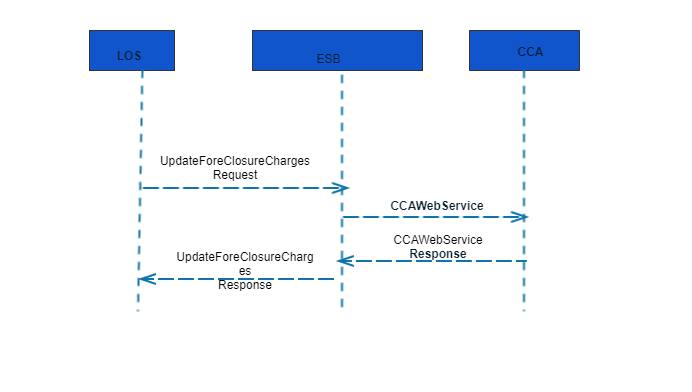 LOS
ESB
CCA
UpdateForeClosureCharges
Request
CCAWebService
CCAWebService
Response
UpdateForeClosureCharg
es
Response